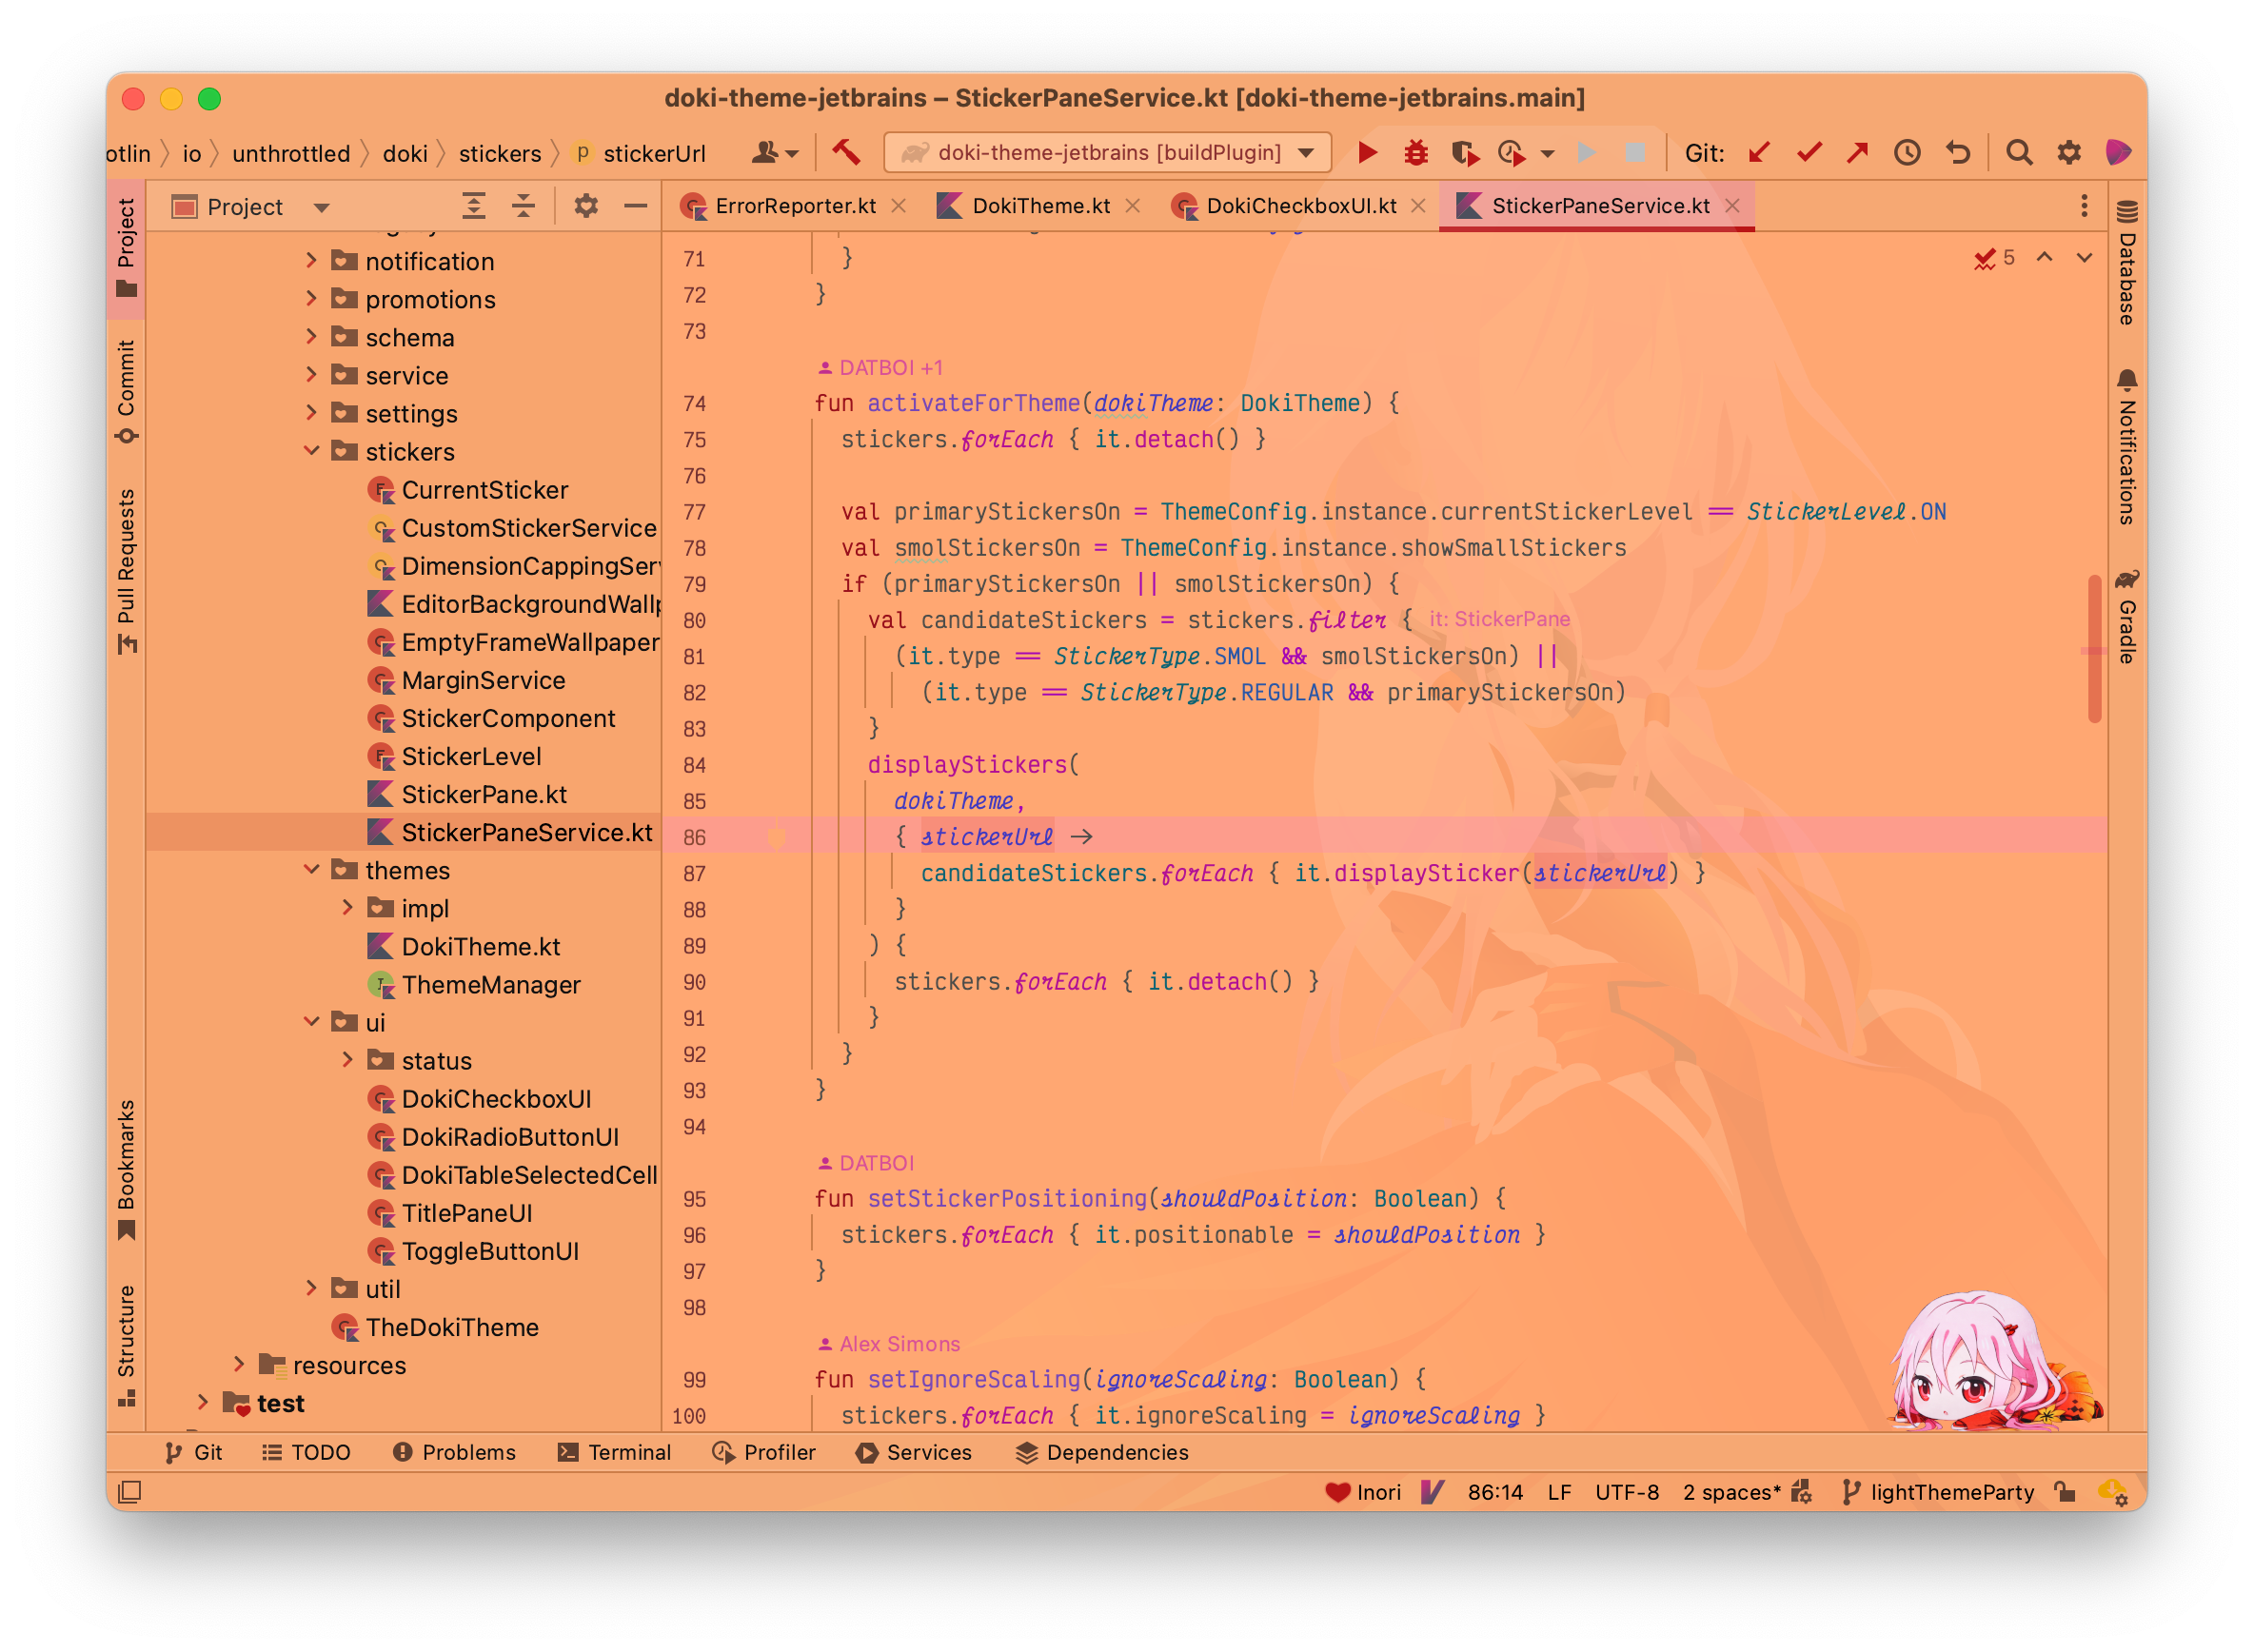 doki-theme-jetbrains – StickerPaneService.kt [doki-theme-jetbrains.main]
otlin 〉 io 〉 unthrottled 〉 doki 〉 stickers 〉 p stickerUrl
doki-theme-jetbrains [buildPlugin]
Git:
Project
Commit
Pull Requests
Bookmarks
Structure
Project
notification
promotions
schema
service
settings
stickers
CurrentSticker
CustomStickerService
DimensionCappingSer
EditorBackgroundWallp
EmptyFrameWallpaper
MarginService
StickerComponent
StickerLevel
StickerPane.kt
StickerPaneService.kt
themes
impl
DokiTheme.kt
ThemeManager
ui
status
DokiCheckboxUI
DokiRadioButtonUI
DokiTableSelectedCell
TitlePaneUI
ToggleButtonUI
util
TheDokiTheme
resources
test
ErrorReporter.kt DokiTheme.kt DokiCheckboxUI.kt StickerPaneService.kt
5
71 }
72 }
73
DATBOI +1
74 fun activateForTheme(dokiTheme: DokiTheme) {
75 stickers.forEach { it.detach() }
76
77 val primaryStickersOn = ThemeConfig.instance.currentStickerLevel == StickerLevel.ON
78 val smolStickersOn = ThemeConfig.instance.showSmallStickers
79 if (primaryStickersOn || smolStickersOn) {
80 val candidateStickers = stickers.filter { it: StickerPane
81 (it.type == StickerType.SMOL && smolStickersOn) ||
82 (it.type == StickerType.REGULAR && primaryStickersOn)
83 }
84 displayStickers(
85 dokiTheme,
86 { stickerUrl →
87 candidateStickers.forEach { it.displaySticker(stickerUrl) }
88 }
89 ) {
90 stickers.forEach { it.detach() }
91 }
92 }
93 }
94
DATBOI
95 fun setStickerPositioning(shouldPosition: Boolean) {
96 stickers.forEach { it.positionable = shouldPosition }
97 }
98
Alex Simons
99 fun setIgnoreScaling(ignoreScaling: Boolean) {
100 stickers.forEach { it.ignoreScaling = ignoreScaling }
Database
Notifications
Gradle
Git TODO Problems Terminal Profiler Services Dependencies
Inori 86:14 LF UTF-8 2 spaces* lightThemeParty